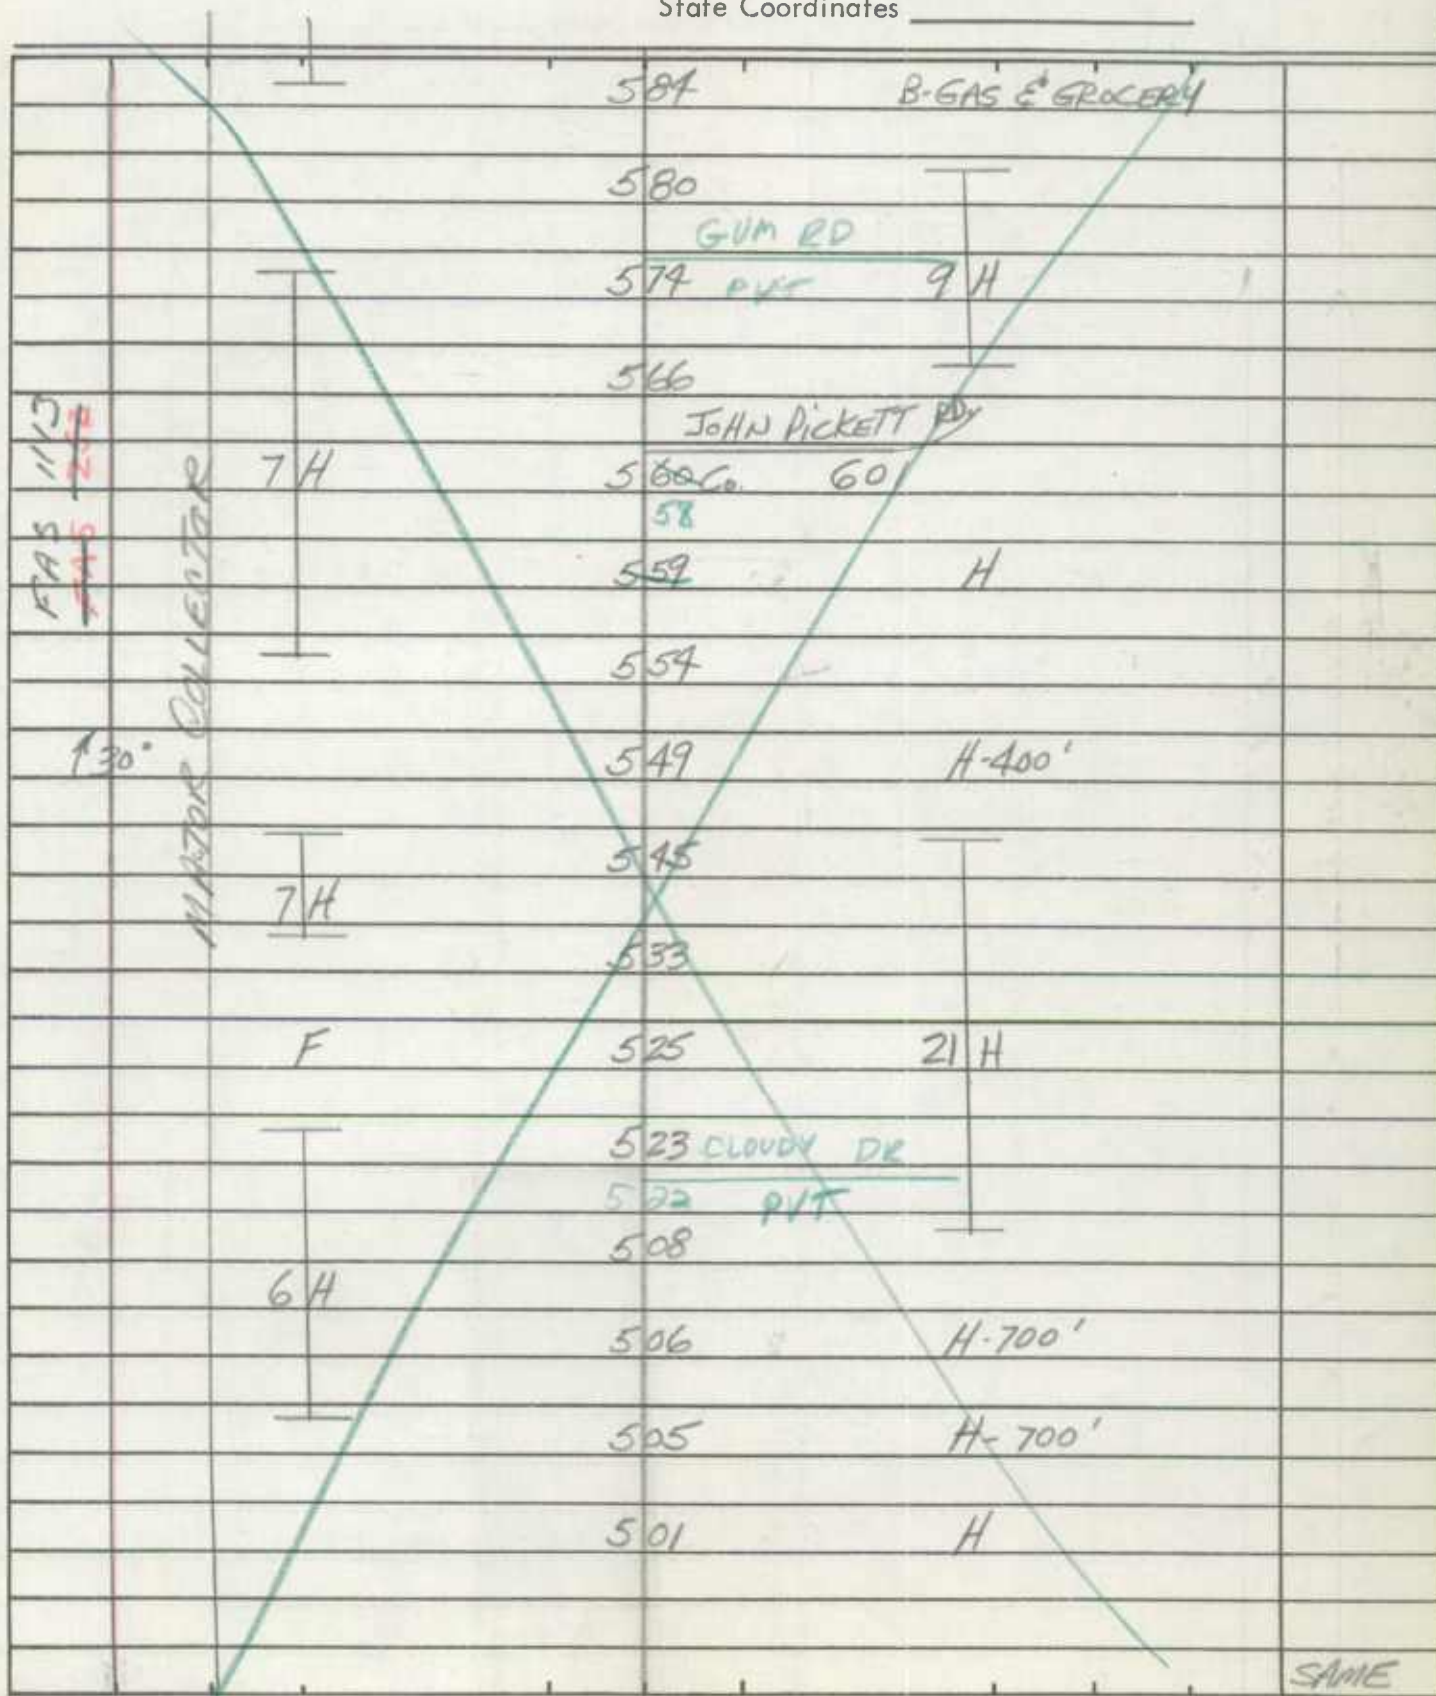 State Coordinates
584 B-GAS & GROCERY
580
GUM RD
574 PVT 9 H
566
JOHN PICKETT RD
7 H 560 Co. 60'
58
559 H
554
↑30° 549 H-400'
545
7 H
533
F 525 21 H
523 CLOUDY DR
522 PVT
508
6 H
506 H-700'
505 H-700'
501 H
SAME
FAS 1113
FAS
MAJOR COLLECTOR